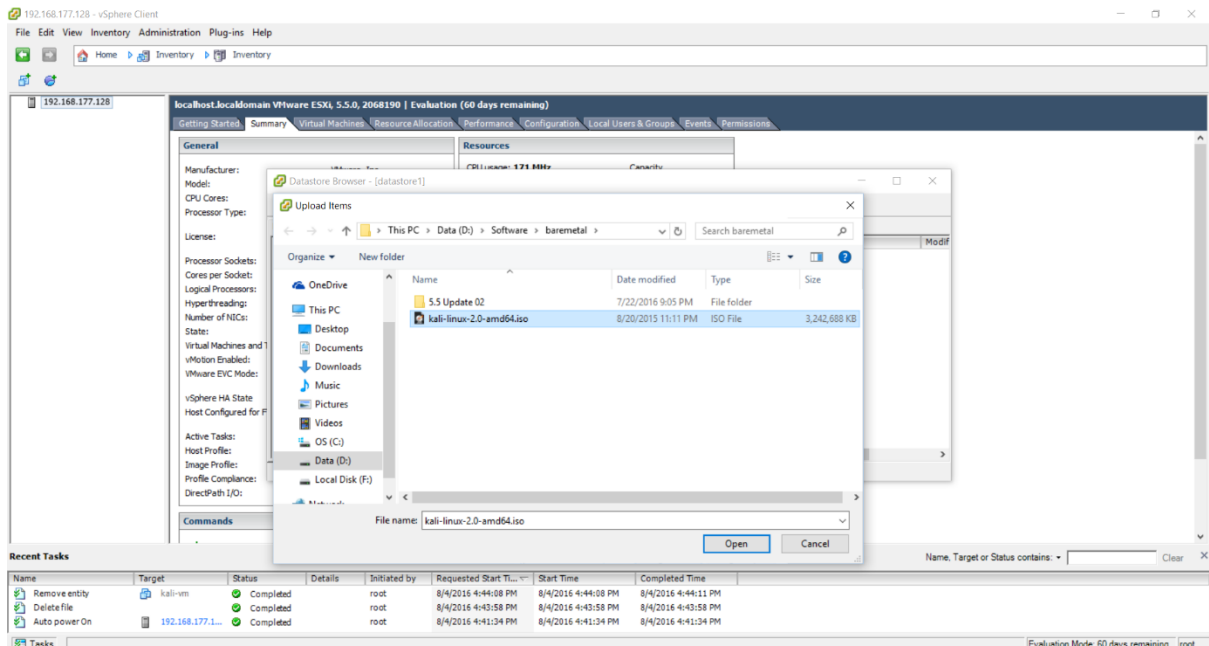 192.168.177.128 - vSphere Client
File Edit View Inventory Administration Plug-ins Help
Home Inventory Inventory
192.168.177.128
localhost.localdomain VMware ESXi, 5.5.0, 2068190 | Evaluation (60 days remaining)
Getting Started Summary Virtual Machines Resource Allocation Performance Configuration Local Users & Groups Events Permissions
General
Resources
Manufacturer:
CPU usage: 171 MHz Capacity
Model:
CPU Cores:
Processor Type:
License:
Processor Sockets:
Cores per Socket:
Logical Processors:
Hyperthreading:
Number of NICs:
State:
Virtual Machines and T
vMotion Enabled:
VMware EVC Mode:
vSphere HA State
Host Configured for F
Active Tasks:
Host Profile:
Image Profile:
Profile Compliance:
DirectPath I/O:
Commands
Datastore Browser - [datastore1]
Modif
Upload Items
This PC > Data (D:) > Software > baremetal >
Search baremetal
Organize
New folder
Name Date modified Type Size
5.5 Update 02 7/22/2016 9:05 PM File folder
kali-linux-2.0-amd64.iso 8/20/2015 11:11 PM ISO File 3,242,688 KB
OneDrive
This PC
Desktop
Documents
Downloads
Music
Pictures
Videos
OS (C:)
Data (D:)
Local Disk (F:)
File name: kali-linux-2.0-amd64.iso
Open Cancel
Recent Tasks
Name, Target or Status contains: Clear
Name Target Status Details Initiated by Requested Start Ti... Start Time Completed Time
Remove entity kali-vm Completed root 8/4/2016 4:44:08 PM 8/4/2016 4:44:08 PM 8/4/2016 4:44:11 PM
Delete file Completed root 8/4/2016 4:43:58 PM 8/4/2016 4:43:58 PM 8/4/2016 4:43:58 PM
Auto power On 192.168.177.1... Completed root 8/4/2016 4:41:34 PM 8/4/2016 4:41:34 PM 8/4/2016 4:41:34 PM
Tasks
Evaluation Mode: 60 days remaining root